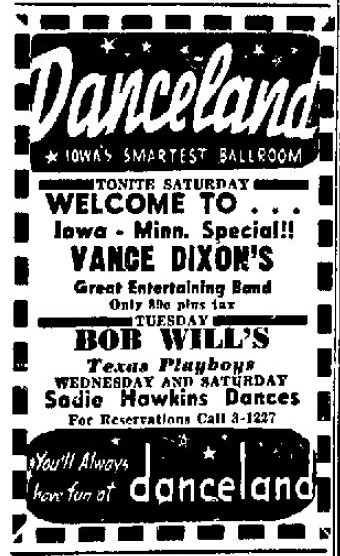 Danceland
★ IOWA'S SMARTEST BALLROOM
TONITE SATURDAY
WELCOME TO . . .
Iowa - Minn. Special!!
VANCE DIXON'S
Great Entertaining Band
Only 89c plus tax
TUESDAY
BOB WILL'S
Texas Playboys
WEDNESDAY AND SATURDAY
Sadie Hawkins Dances
For Reservations Call 3-1227
You'll Always
have fun at danceland